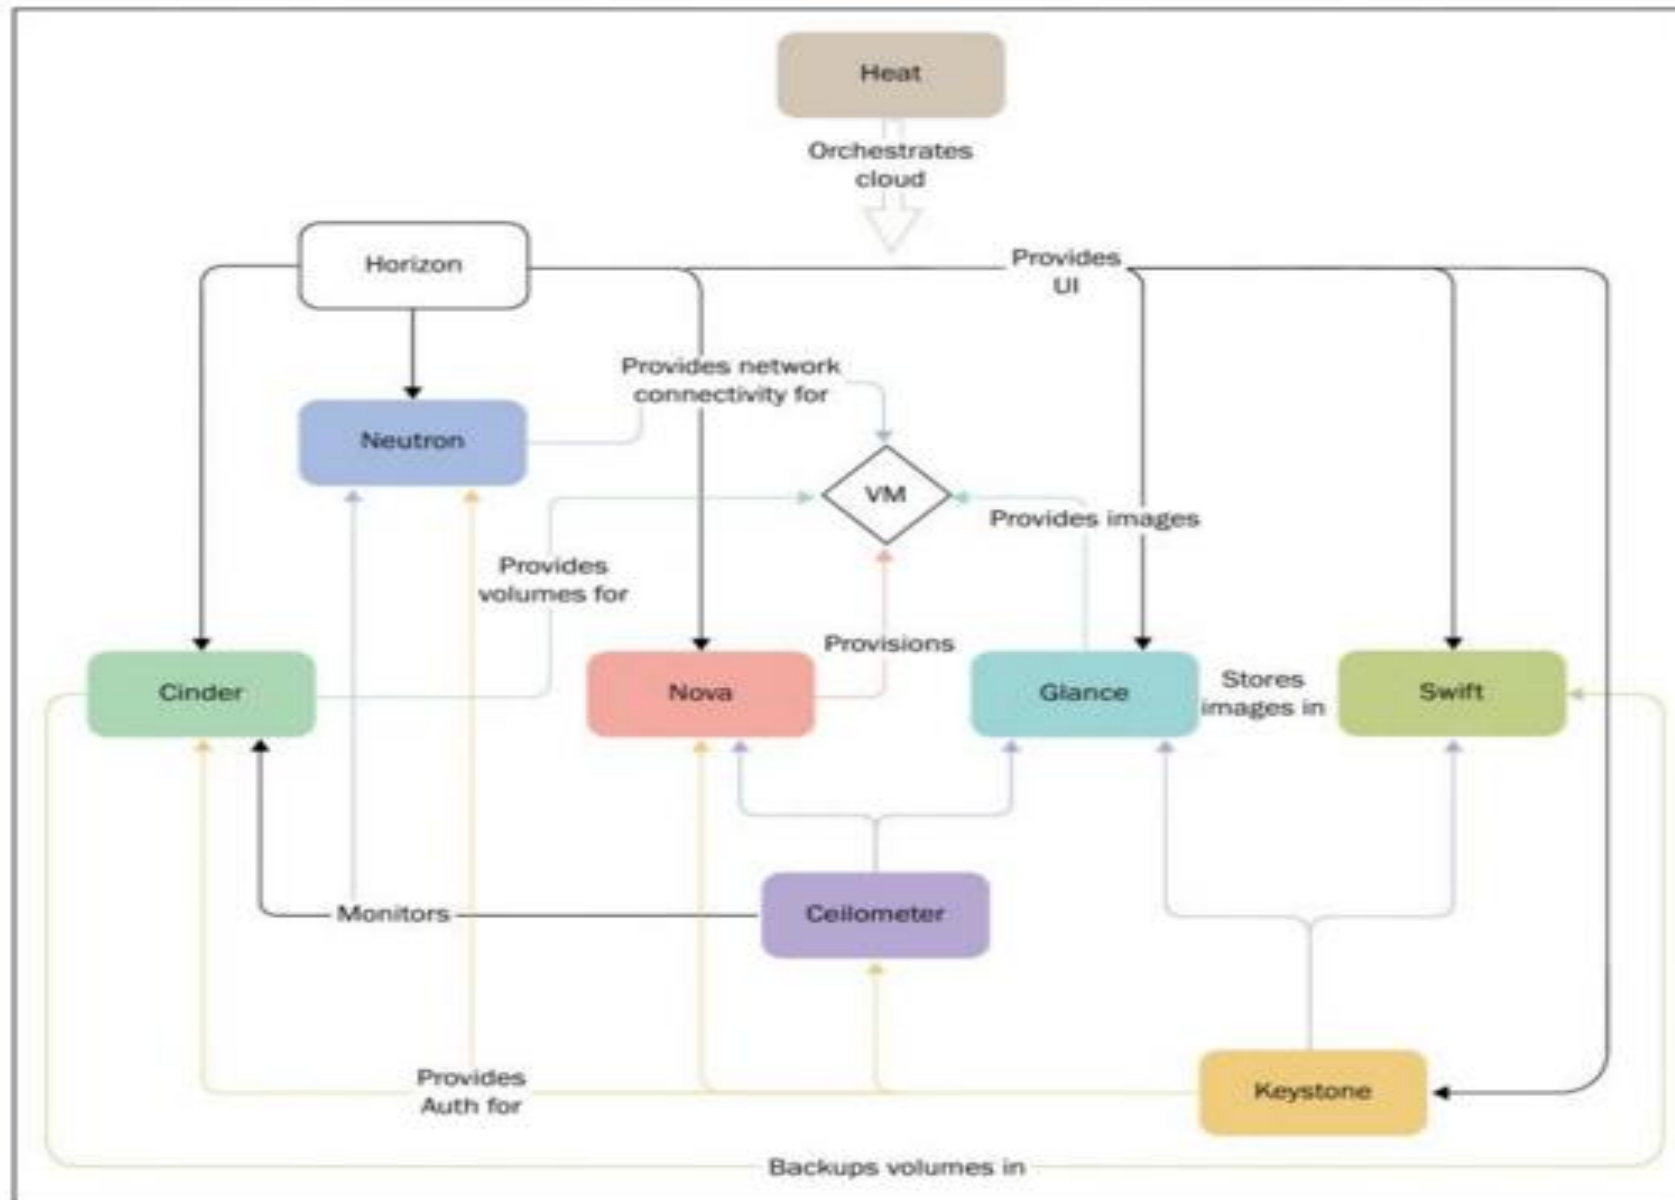 Heat
Orchestrates
cloud
Horizon
Provides
UI
Provides network
connectivity for
Neutron
VM
Provides images
Provides
volumes for
Provisions
Cinder
Nova
Glance
Stores
images in
Swift
Monitors
Ceilometer
Provides
Auth for
Keystone
Backups volumes in